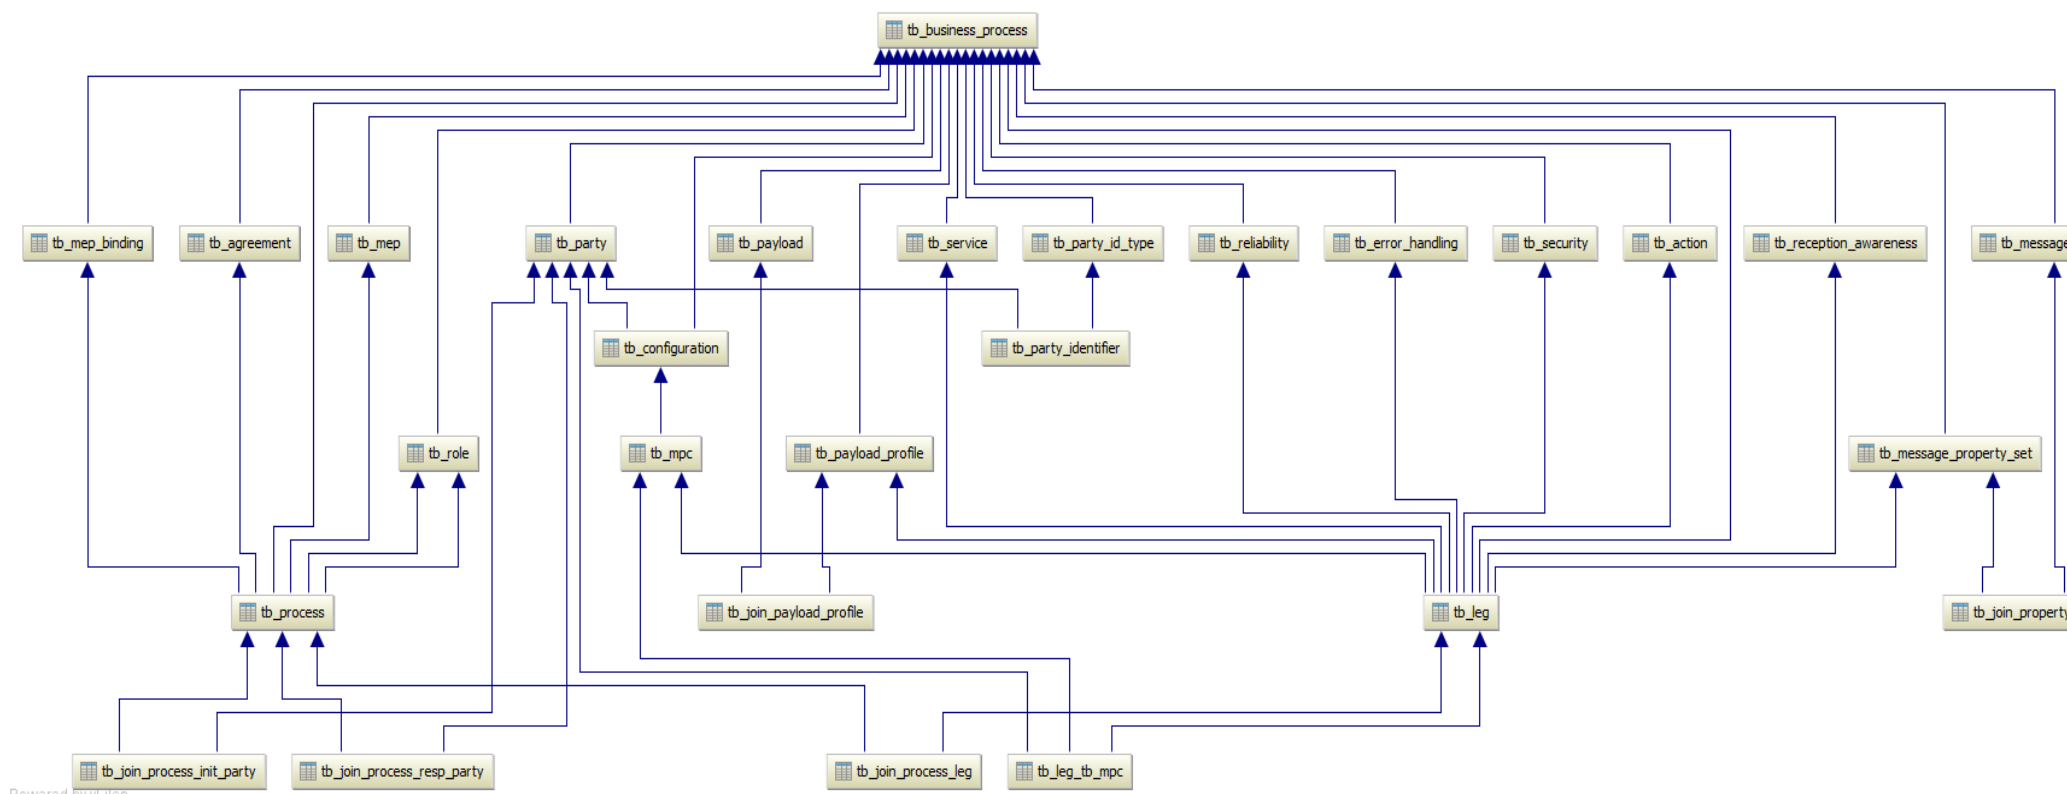 tb_business_process
tb_mep_binding
tb_agreement
tb_mep
tb_party
tb_payload
tb_service
tb_party_id_type
tb_reliability
tb_error_handling
tb_security
tb_action
tb_reception_awareness
tb_message
tb_configuration
tb_party_identifier
tb_role
tb_mpc
tb_payload_profile
tb_message_property_set
tb_process
tb_join_payload_profile
tb_leg
tb_join_property
tb_join_process_init_party
tb_join_process_resp_party
tb_join_process_leg
tb_leg_tb_mpc
Powered